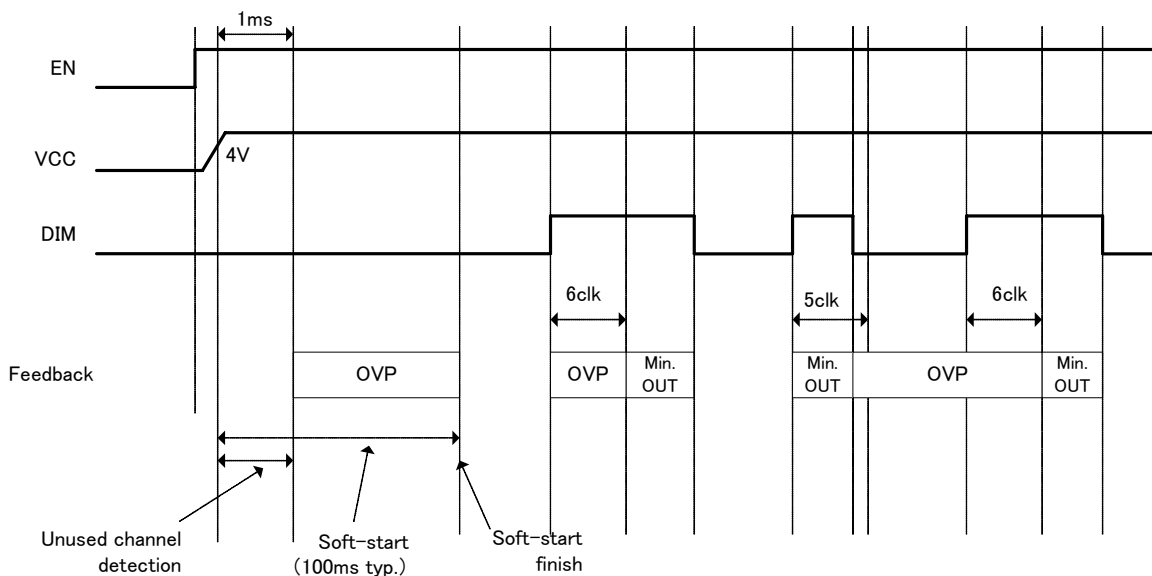 1ms
EN
4V
VCC
DIM
6clk
5clk
6clk
Feedback
OVP
OVP
Min.
OUT
Min.
OUT
OVP
Min.
OUT
Unused channel
detection
Soft-start
(100ms typ.)
Soft-start
finish